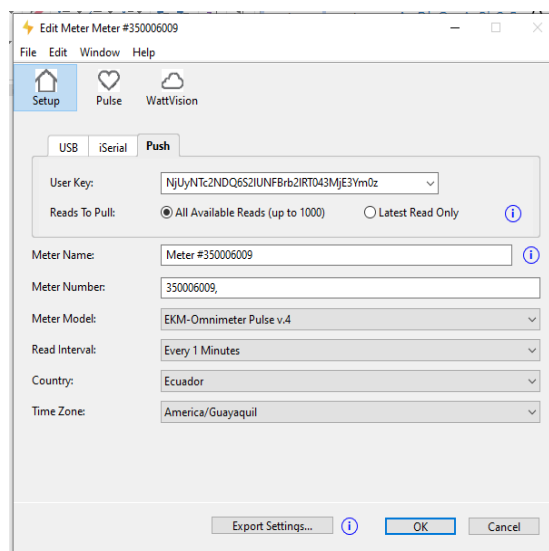 Edit Meter Meter #350006009
File Edit Window Help
Setup Pulse WattVision
USB iSerial Push
User Key: NjUyNTc2NDQ6S2lUNFBrb2lRT043MjE3Ym0z
Reads To Pull: All Available Reads (up to 1000) Latest Read Only
Meter Name: Meter #350006009
Meter Number: 350006009,
Meter Model: EKM-Omnimeter Pulse v.4
Read Interval: Every 1 Minutes
Country: Ecuador
Time Zone: America/Guayaquil
Export Settings... OK Cancel